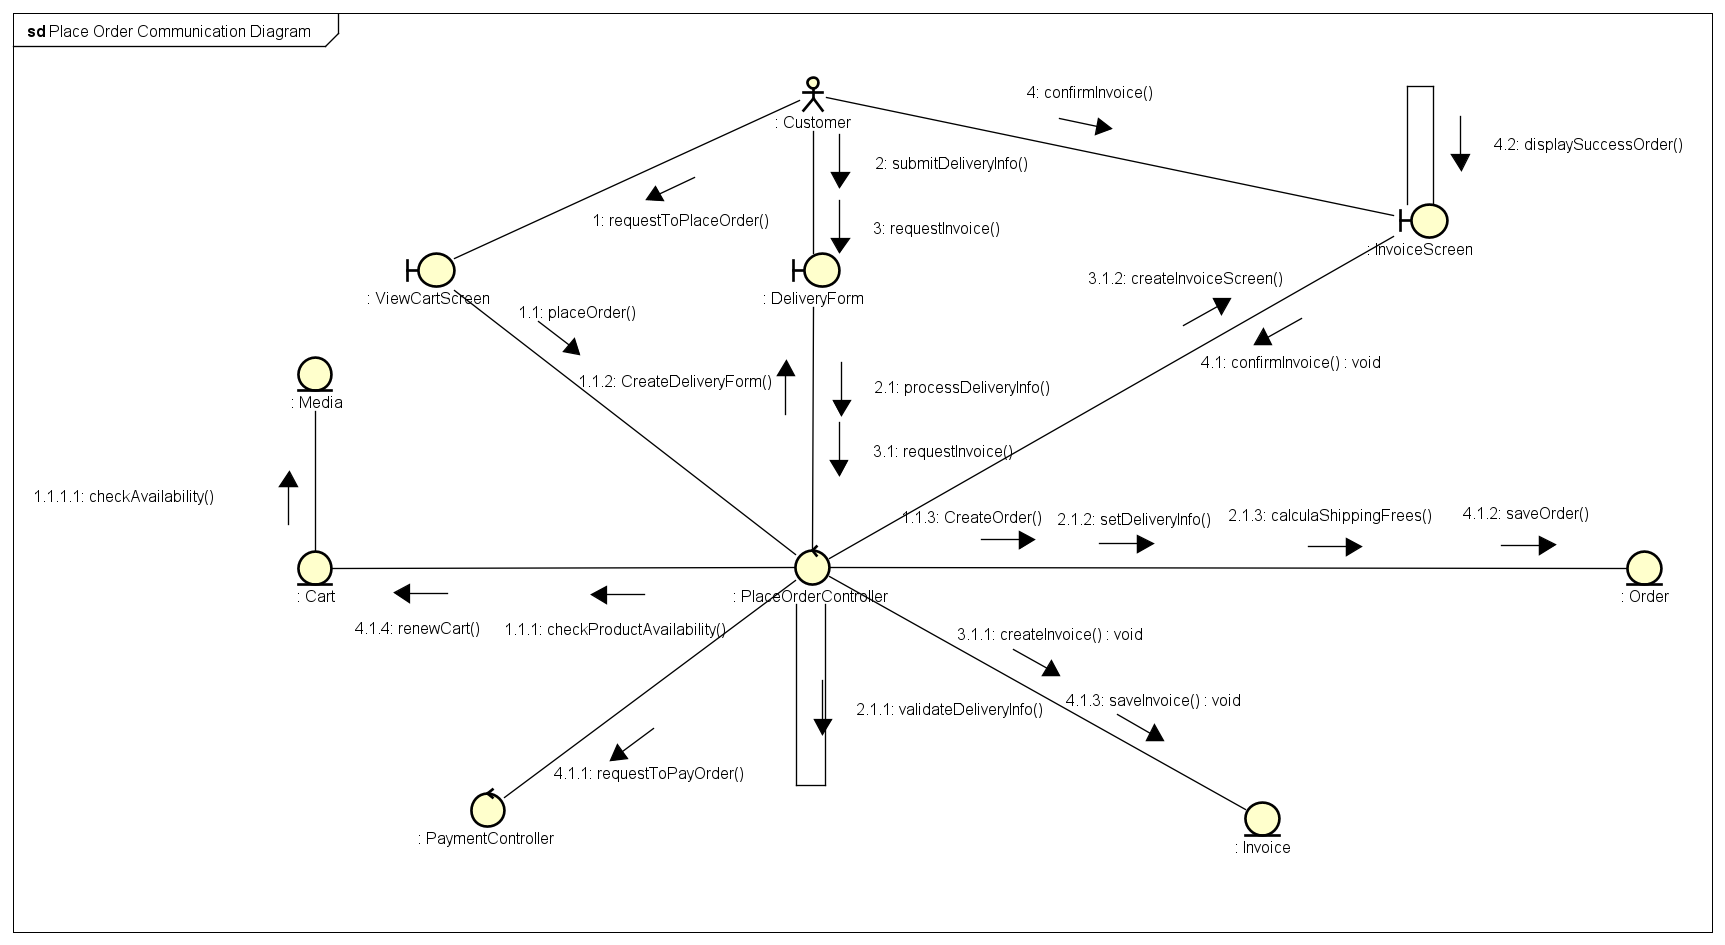 sd Place Order Communication Diagram
4: confirmInvoice()
: Customer
4.2: displaySuccessOrder()
2: submitDeliveryInfo()
1: requestToPlaceOrder()
3: requestInvoice()
: InvoiceScreen
3.1.2: createInvoiceScreen()
: ViewCartScreen
: DeliveryForm
1.1: placeOrder()
4.1: confirmInvoice() : void
1.1.2: CreateDeliveryForm()
2.1: processDeliveryInfo()
: Media
3.1: requestInvoice()
1.1.1.1: checkAvailability()
1.1.3: CreateOrder()
2.1.2: setDeliveryInfo()
2.1.3: calculaShippingFrees()
4.1.2: saveOrder()
: Cart
: PlaceOrderController
: Order
4.1.4: renewCart()
1.1.1: checkProductAvailability()
3.1.1: createInvoice() : void
4.1.3: saveInvoice() : void
2.1.1: validateDeliveryInfo()
4.1.1: requestToPayOrder()
: PaymentController
: Invoice